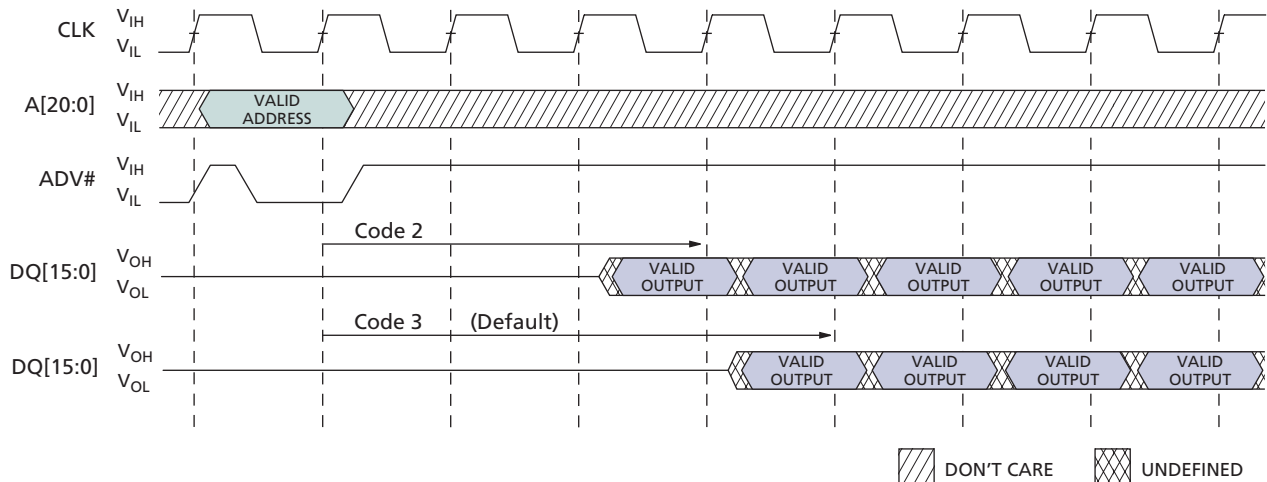 CLK
VIH
VIL
A[20:0]
VIH
VIL
VALID
ADDRESS
ADV#
VIH
VIL
Code 2
DQ[15:0]
VOH
VOL
VALID
OUTPUT
VALID
OUTPUT
VALID
OUTPUT
VALID
OUTPUT
VALID
OUTPUT
Code 3 (Default)
DQ[15:0]
VOH
VOL
VALID
OUTPUT
VALID
OUTPUT
VALID
OUTPUT
VALID
OUTPUT
DON'T CARE
UNDEFINED